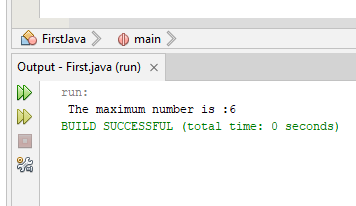 FirstJava main
Output - First.java (run) ×
run:
The maximum number is :6
BUILD SUCCESSFUL (total time: 0 seconds)